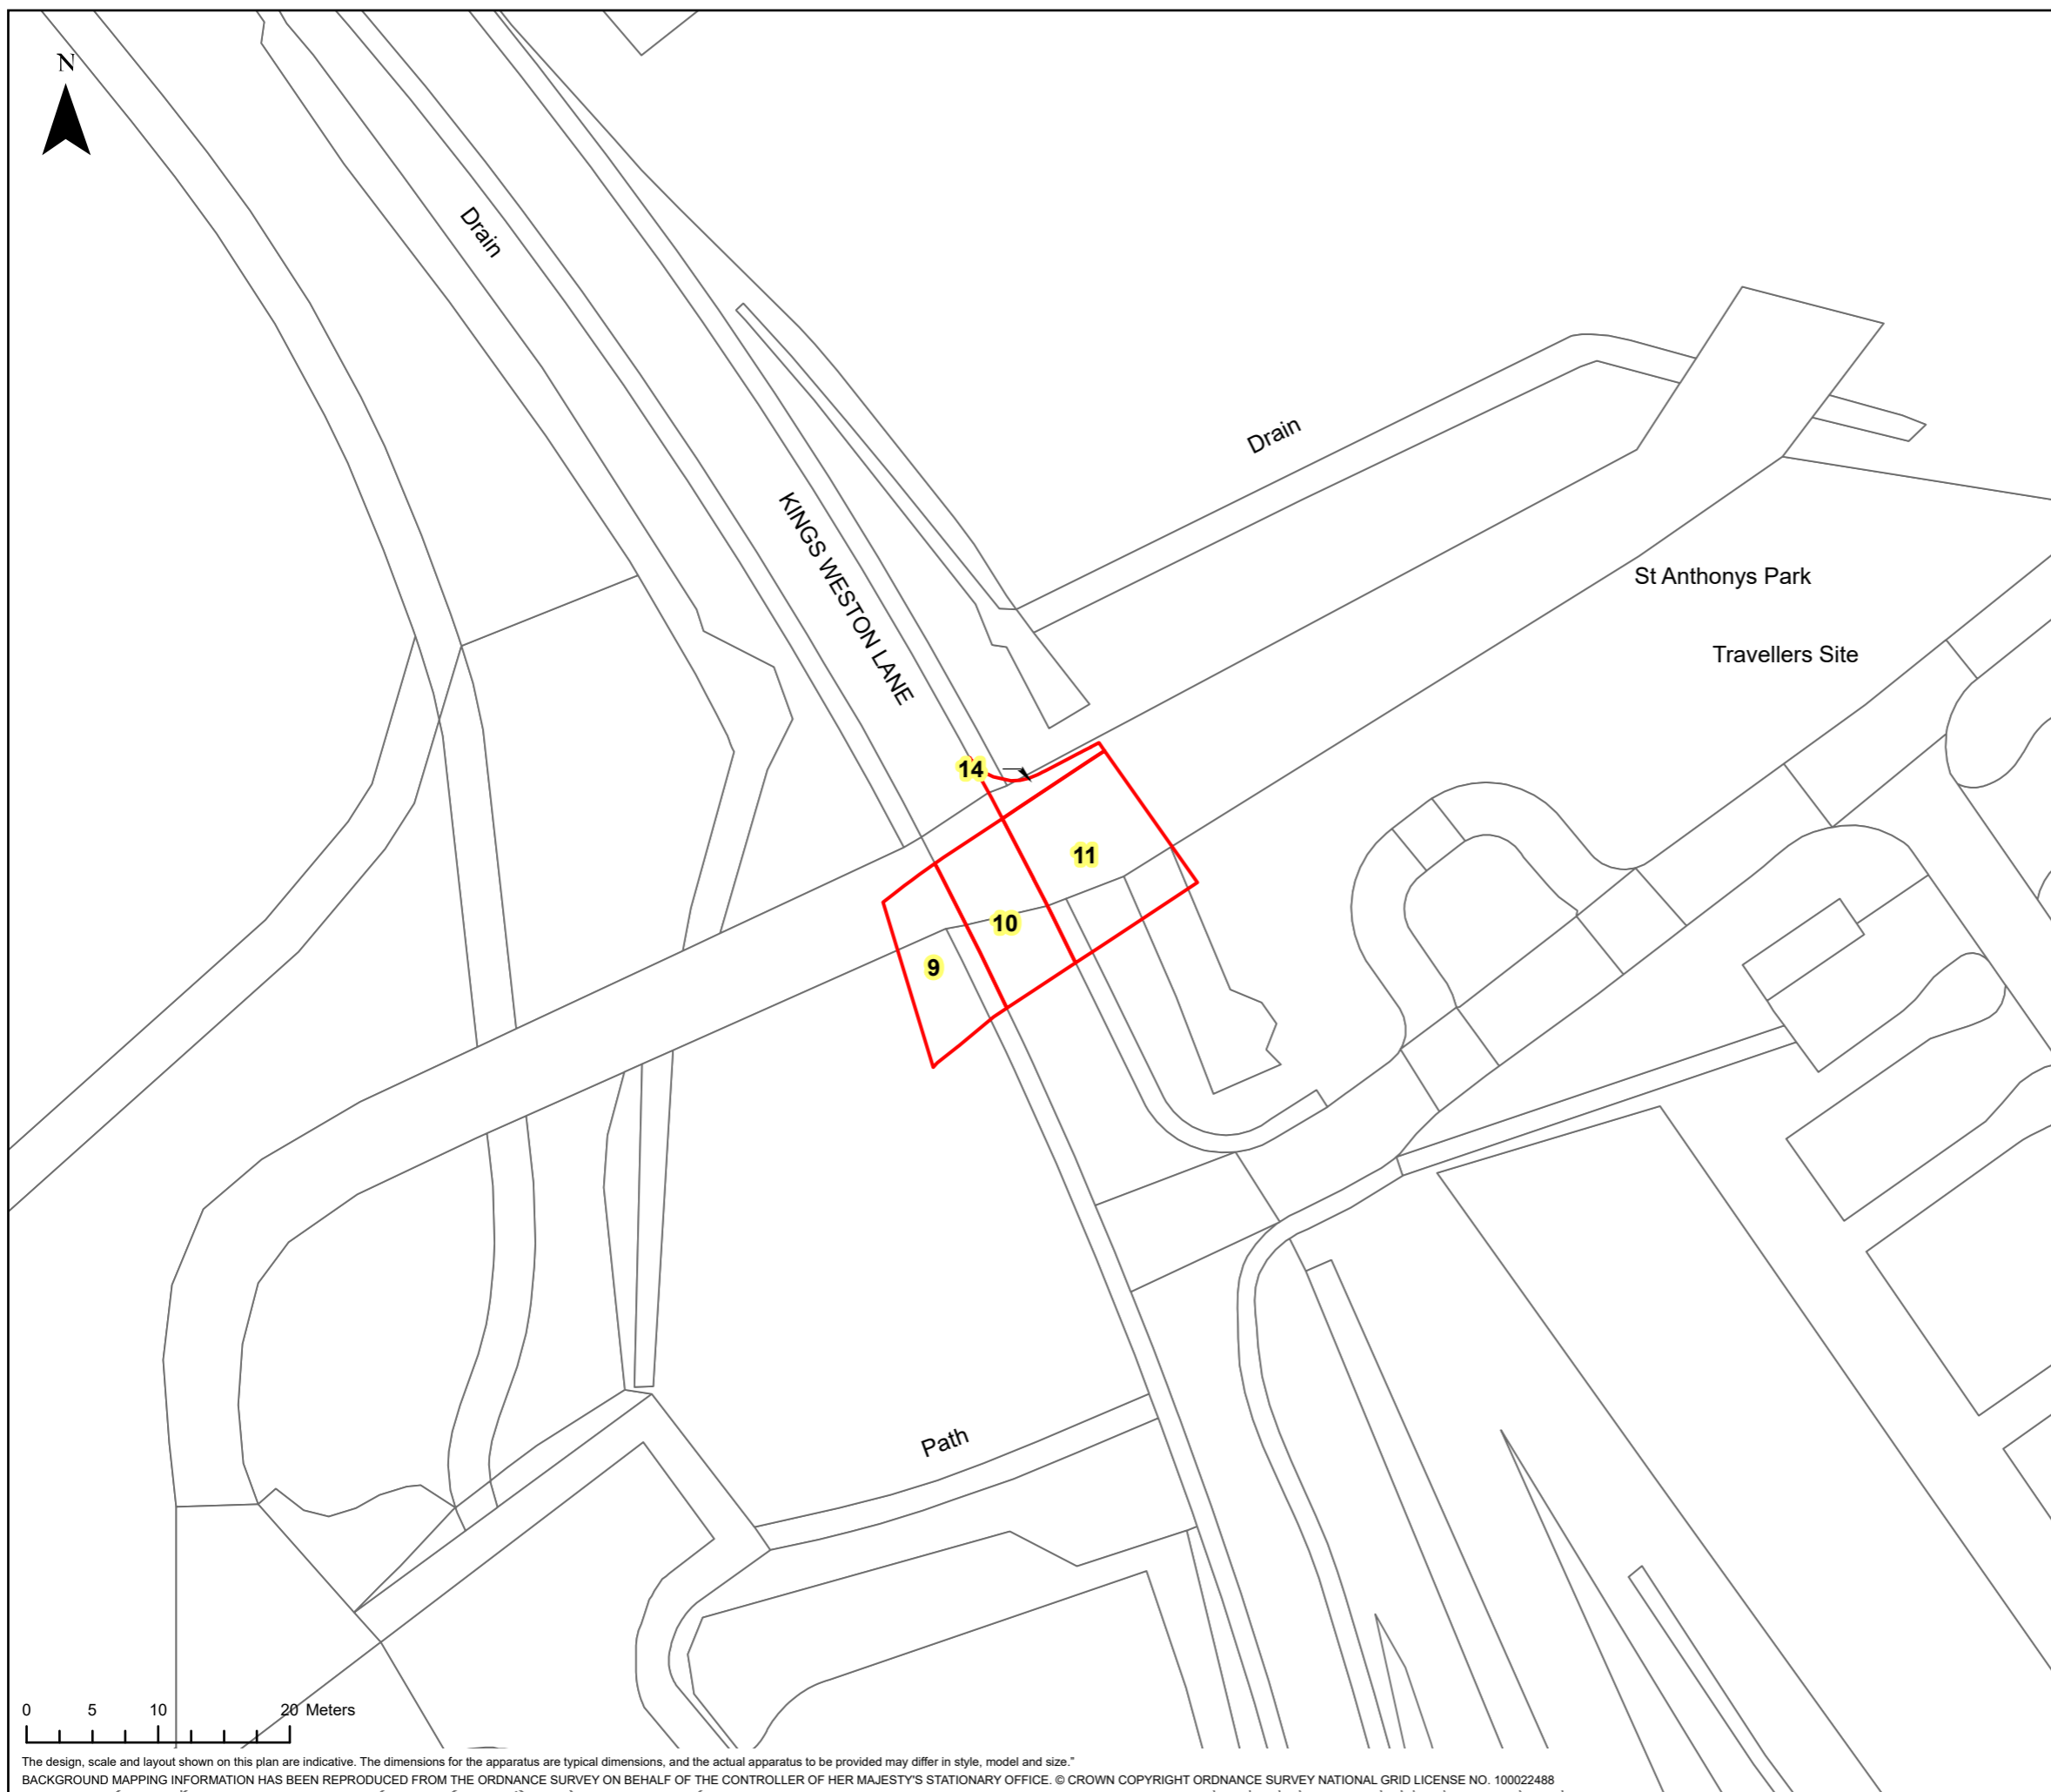 N
Drain
KINGS WESTON LANE
Drain
St Anthonys Park
Travellers Site
14
11
10
9
Path
0 5 10 20 Meters
The design, scale and layout shown on this plan are indicative. The dimensions for the apparatus are typical dimensions, and the actual apparatus to be provided may differ in style, model and size."
BACKGROUND MAPPING INFORMATION HAS BEEN REPRODUCED FROM THE ORDNANCE SURVEY ON BEHALF OF THE CONTROLLER OF HER MAJESTY'S STATIONARY OFFICE. © CROWN COPYRIGHT ORDNANCE SURVEY NATIONAL GRID LICENSE NO. 100022488